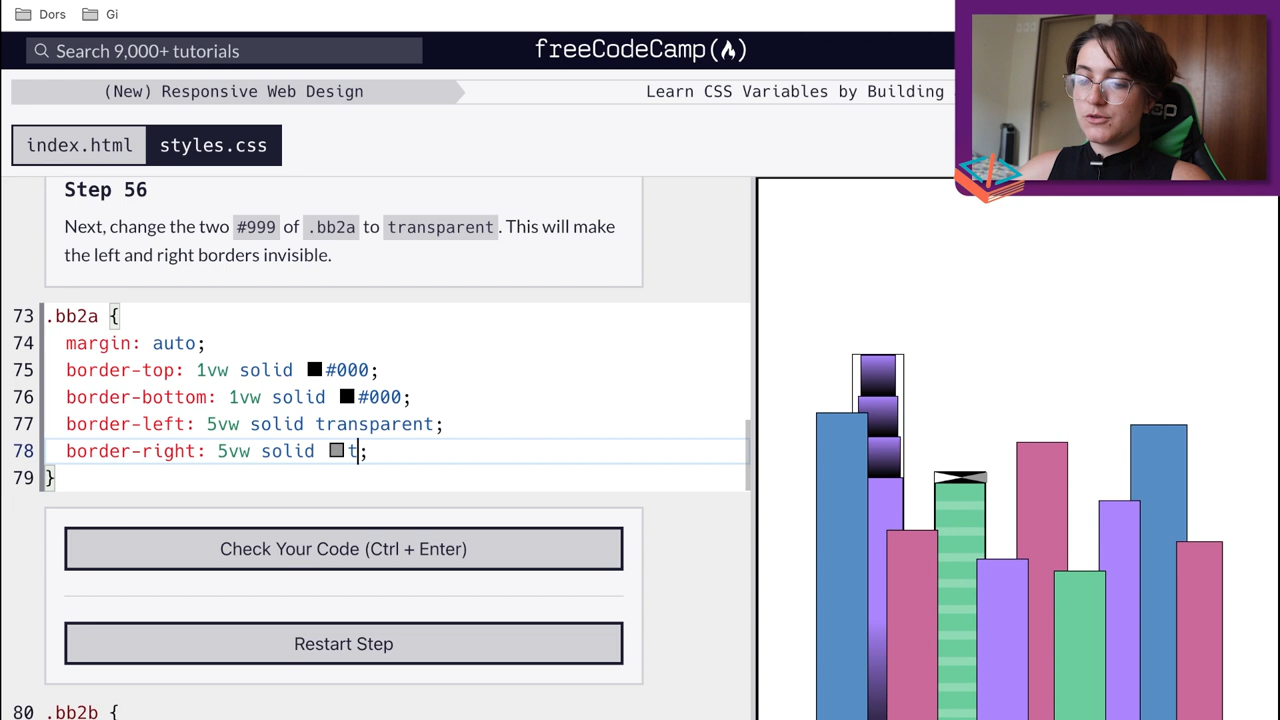 Dors Gi
Search 9,000+ tutorials
freeCodeCamp(🔥)
(New) Responsive Web Design
Learn CSS Variables by Building
index.html styles.css
Step 56
Next, change the two #999 of .bb2a to transparent. This will make
the left and right borders invisible.
73 .bb2a {
74 margin: auto;
75 border-top: 1vw solid #000;
76 border-bottom: 1vw solid #000;
77 border-left: 5vw solid transparent;
78 border-right: 5vw solid t;
79 }
Check Your Code (Ctrl + Enter)
Restart Step
80 .bb2b {